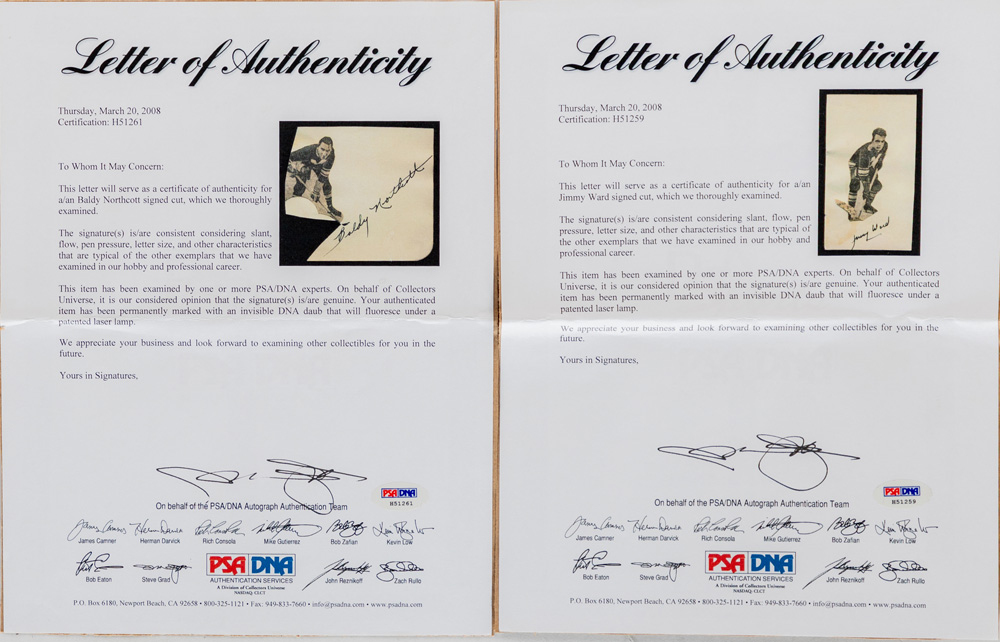 Letter of Authenticity
Thursday, March 20, 2008
Certification: H51261
To Whom It May Concern:
This letter will serve as a certificate of authenticity for
a/an Baldy Northcott signed cut, which we thoroughly
examined.
Baldy Northcott
The signature(s) is/are consistent considering slant,
flow, pen pressure, letter size, and other characteristics
that are typical of the other exemplars that we have
examined in our hobby and professional career.
This item has been examined by one or more PSA/DNA experts. On behalf of Collectors
Universe, it is our considered opinion that the signature(s) is/are genuine. Your authenticated
item has been permanently marked with an invisible DNA daub that will fluoresce under a
patented laser lamp.
We appreciate your business and look forward to examining other collectibles for you in the
future.
Yours in Signatures,
PSA DNA
H51261
On behalf of the PSA/DNA Autograph Authentication Team
James Camner Herman Darvick Rich Consola Mike Gutierrez Bob Zafian Kevin Law
Bob Eaton Steve Grad John Reznikoff Zach Rullo
PSA DNA
AUTHENTICATION SERVICES
A Division of Collectors Universe
NASDAQ: CLCT
P.O. Box 6180, Newport Beach, CA 92658 • 800-325-1121 • Fax: 949-833-7660 • info@psadna.com • www.psadna.com
Letter of Authenticity
Thursday, March 20, 2008
Certification: H51259
To Whom It May Concern:
This letter will serve as a certificate of authenticity for a/an
Jimmy Ward signed cut, which we thoroughly examined.
Jimmy Ward
The signature(s) is/are consistent considering slant, flow, pen
pressure, letter size, and other characteristics that are typical of
the other exemplars that we have examined in our hobby and
professional career.
This item has been examined by one or more PSA/DNA experts. On behalf of Collectors
Universe, it is our considered opinion that the signature(s) is/are genuine. Your authenticated
item has been permanently marked with an invisible DNA daub that will fluoresce under a
patented laser lamp.
We appreciate your business and look forward to examining other collectibles for you in the
future.
Yours in Signatures,
PSA DNA
H51259
On behalf of the PSA/DNA Autograph Authentication Team
James Camner Herman Darvick Rich Consola Mike Gutierrez Bob Zafian Kevin Law
Bob Eaton Steve Grad John Reznikoff Zach Rullo
PSA DNA
AUTHENTICATION SERVICES
A Division of Collectors Universe
NASDAQ: CLCT
P.O. Box 6180, Newport Beach, CA 92658 • 800-325-1121 • Fax: 949-833-7660 • info@psadna.com • www.psadna.com